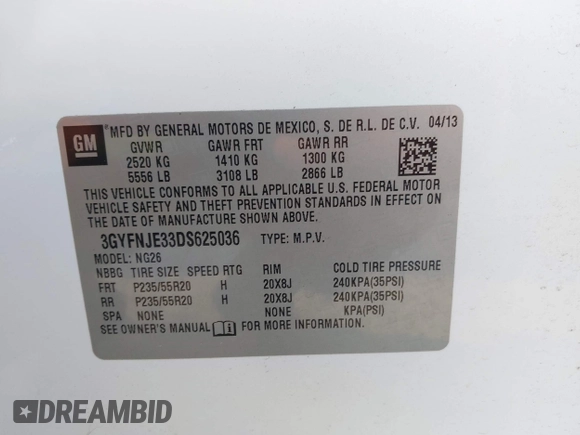 GM
MFD BY GENERAL MOTORS DE MEXICO, S. DE R.L. DE C.V. 04/13
GVWR GAWR FRT GAWR RR
2520 KG 1410 KG 1300 KG
5556 LB 3108 LB 2866 LB
THIS VEHICLE CONFORMS TO ALL APPLICABLE U.S. FEDERAL MOTOR
VEHICLE SAFETY AND THEFT PREVENTION STANDARDS IN EFFECT ON
THE DATE OF MANUFACTURE SHOWN ABOVE.
3GYFNJE33DS625036 TYPE: M.P.V.
MODEL: NG26
NBBG TIRE SIZE SPEED RTG RIM COLD TIRE PRESSURE
FRT P235/55R20 H 20X8J 240KPA(35PSI)
RR P235/55R20 H 20X8J 240KPA(35PSI)
SPA NONE NONE KPA(PSI)
SEE OWNER'S MANUAL FOR MORE INFORMATION.
DREAMBID